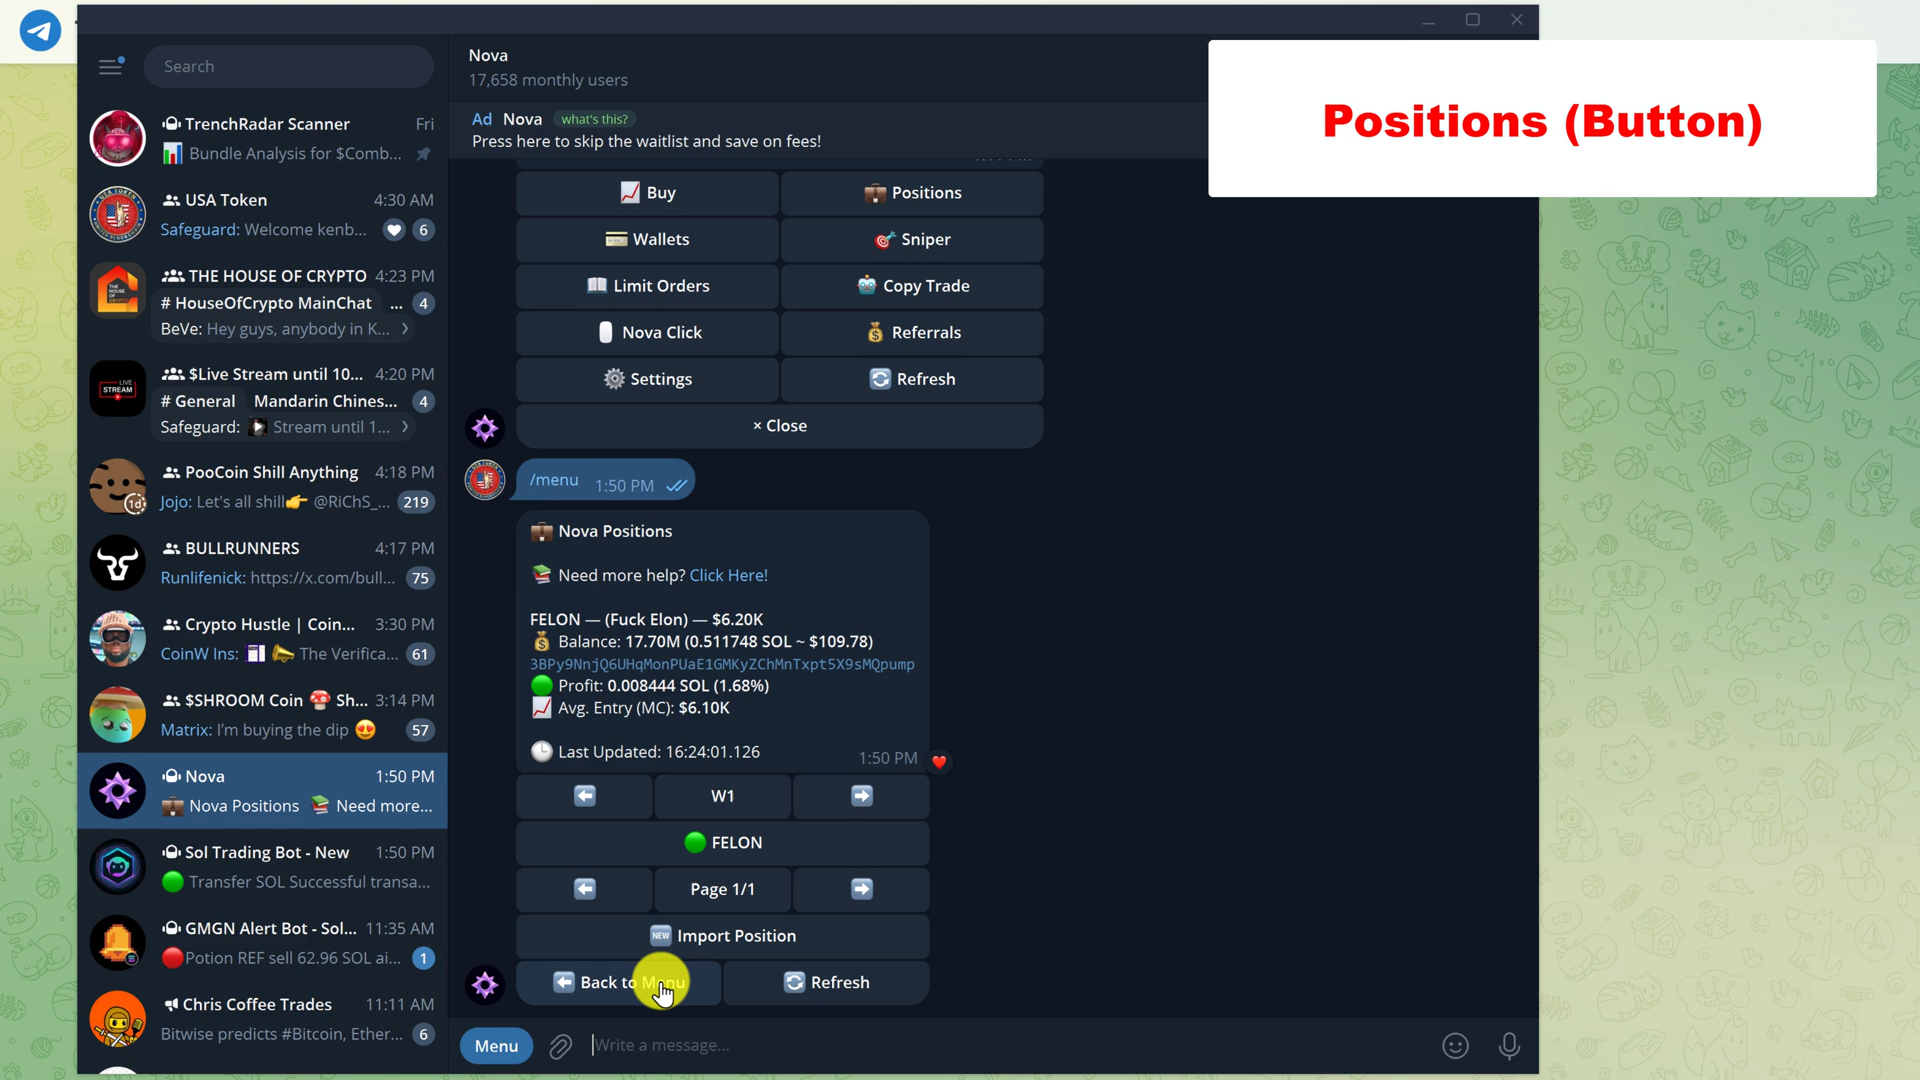 Search
TrenchRadar Scanner
Fri
Bundle Analysis for $Comb...
USA Token
4:30 AM
Safeguard: Welcome kenb...
6
THE HOUSE OF CRYPTO
4:23 PM
# HouseOfCrypto MainChat ...
4
BeVe: Hey guys, anybody in K...
$Live Stream until 10...
4:20 PM
# General Mandarin Chines...
4
Safeguard: Stream until 1...
LIVE
STREAM
PooCoin Shill Anything
4:18 PM
Jojo: Let's all shill👉 @RiChS_...
219
1d
BULLRUNNERS
4:17 PM
Runlifenick: https://x.com/bull...
75
Crypto Hustle | Coin...
3:30 PM
CoinW Ins: The Verifica...
61
$SHROOM Coin 🍄 Sh...
3:14 PM
Matrix: I'm buying the dip 😍
57
Nova
1:50 PM
Nova Positions Need more...
Sol Trading Bot - New
1:50 PM
Transfer SOL Successful transa...
GMGN Alert Bot - Sol...
11:35 AM
Potion REF sell 62.96 SOL ai...
1
Chris Coffee Trades
11:11 AM
Bitwise predicts #Bitcoin, Ether...
6
Nova
17,658 monthly users
Ad Nova what's this?
Press here to skip the waitlist and save on fees!
Positions (Button)
Buy
Positions
Wallets
Sniper
Limit Orders
Copy Trade
Nova Click
Referrals
Settings
Refresh
× Close
/menu 1:50 PM
Nova Positions
Need more help? Click Here!
FELON — (Fuck Elon) — $6.20K
Balance: 17.70M (0.511748 SOL ~ $109.78)
3BPy9NnjQ6UHqMonPUaE1GMKyZChMnTxpt5X9sMQpump
Profit: 0.008444 SOL (1.68%)
Avg. Entry (MC): $6.10K
Last Updated: 16:24:01.126
1:50 PM
W1
FELON
Page 1/1
NEW Import Position
Back to Menu
Refresh
Menu
Write a message...